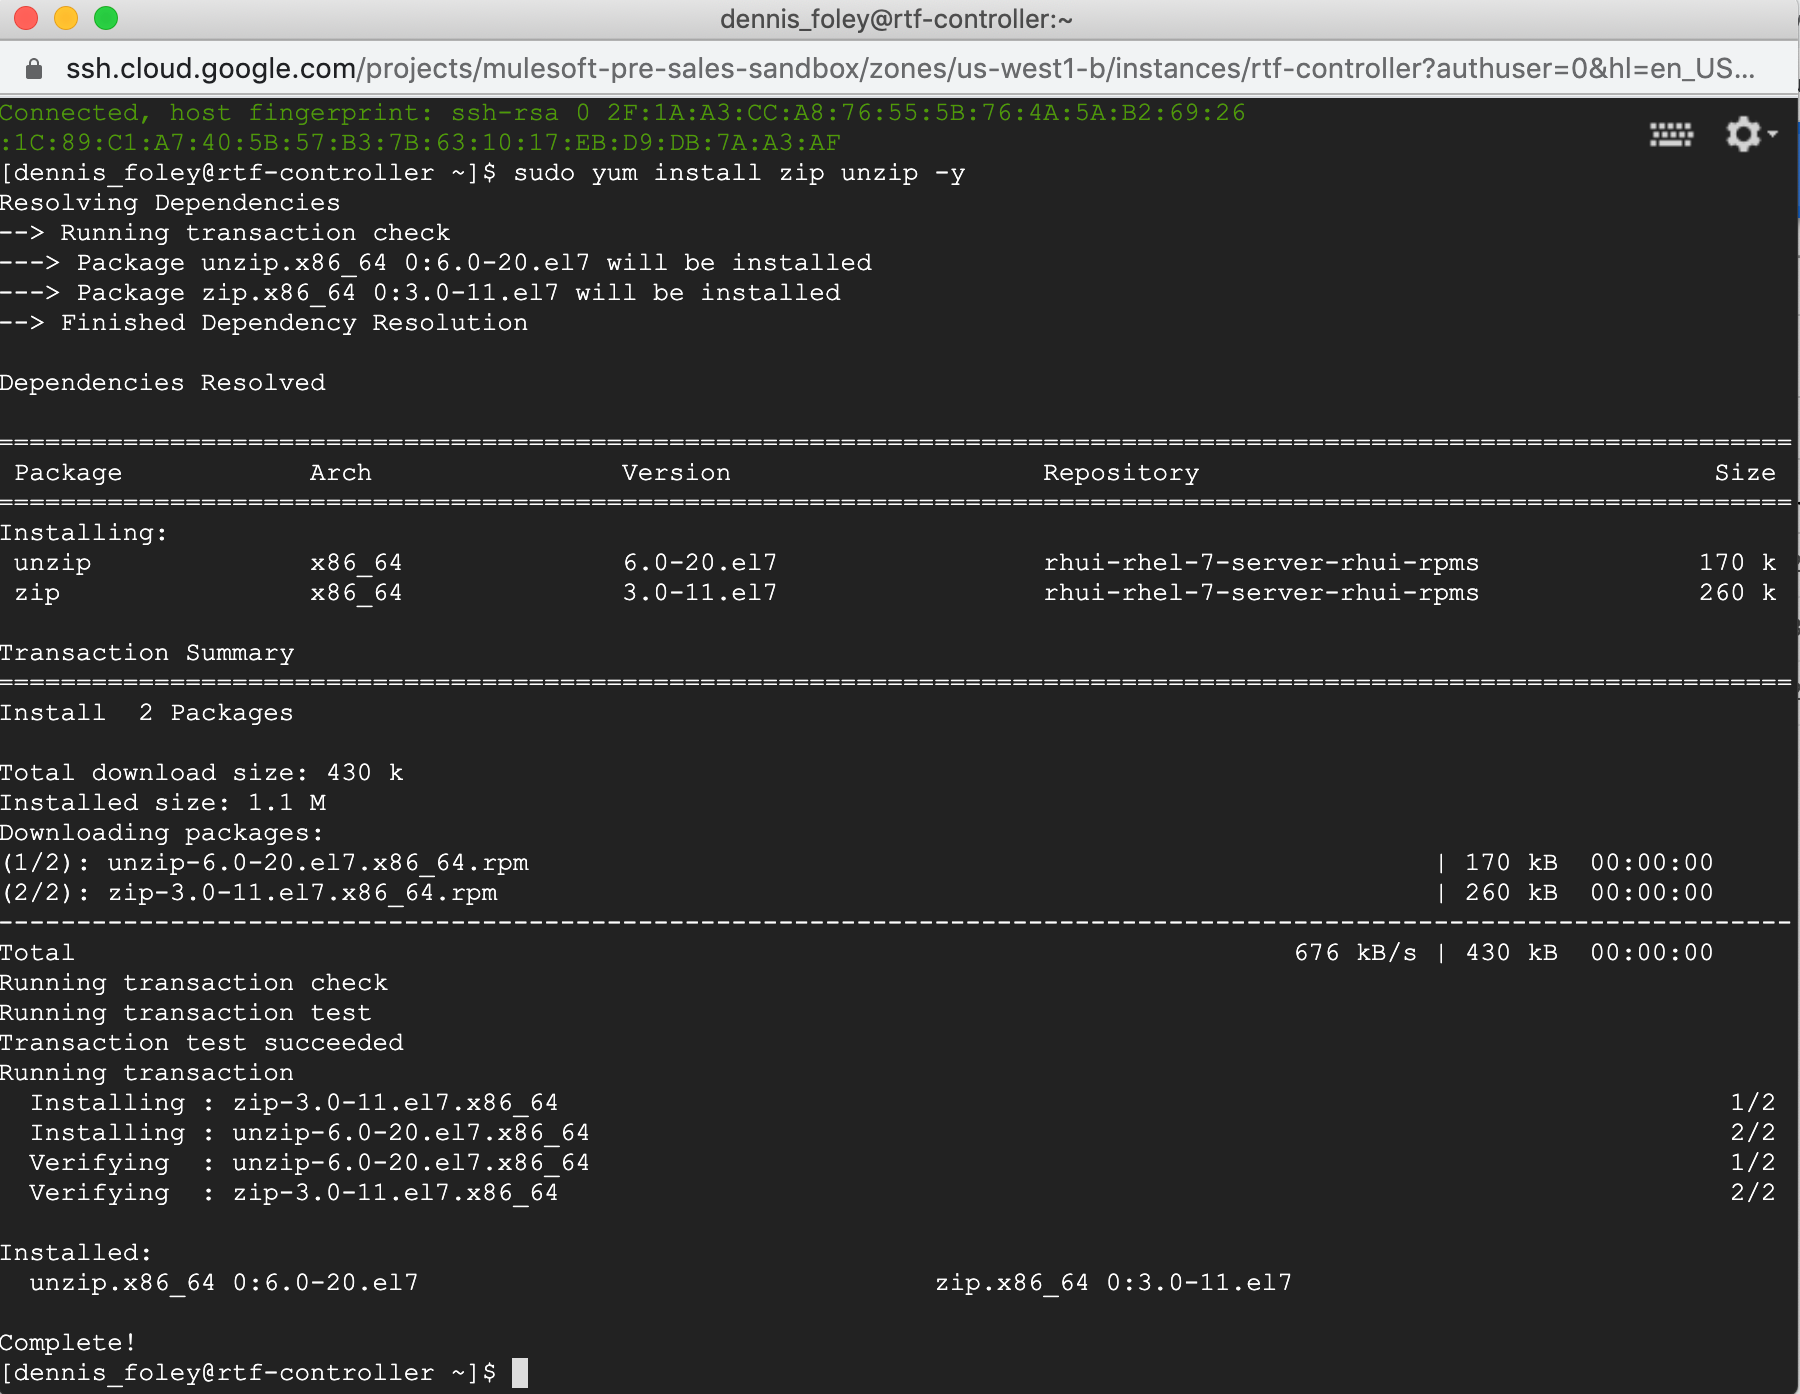 dennis_foley@rtf-controller:~
ssh.cloud.google.com/projects/mulesoft-pre-sales-sandbox/zones/us-west1-b/instances/rtf-controller?authuser=0&hl=en_US...
Connected, host fingerprint: ssh-rsa 0 2F:1A:A3:CC:A8:76:55:5B:76:4A:5A:B2:69:26
:1C:89:C1:A7:40:5B:57:B3:7B:63:10:17:EB:D9:DB:7A:A3:AF
[dennis_foley@rtf-controller ~]$ sudo yum install zip unzip -y
Resolving Dependencies
--> Running transaction check
---> Package unzip.x86_64 0:6.0-20.el7 will be installed
---> Package zip.x86_64 0:3.0-11.el7 will be installed
--> Finished Dependency Resolution
Dependencies Resolved
===================================================================================================================
Package Arch Version Repository Size
===================================================================================================================
Installing:
unzip x86_64 6.0-20.el7 rhui-rhel-7-server-rhui-rpms 170 k
zip x86_64 3.0-11.el7 rhui-rhel-7-server-rhui-rpms 260 k
Transaction Summary
===================================================================================================================
Install  2 Packages
Total download size: 430 k
Installed size: 1.1 M
Downloading packages:
(1/2): unzip-6.0-20.el7.x86_64.rpm | 170 kB  00:00:00
(2/2): zip-3.0-11.el7.x86_64.rpm | 260 kB  00:00:00
-------------------------------------------------------------------------------------------------------------------
Total 676 kB/s | 430 kB  00:00:00
Running transaction check
Running transaction test
Transaction test succeeded
Running transaction
Installing : zip-3.0-11.el7.x86_64 1/2
Installing : unzip-6.0-20.el7.x86_64 2/2
Verifying  : unzip-6.0-20.el7.x86_64 1/2
Verifying  : zip-3.0-11.el7.x86_64 2/2
Installed:
unzip.x86_64 0:6.0-20.el7 zip.x86_64 0:3.0-11.el7
Complete!
[dennis_foley@rtf-controller ~]$